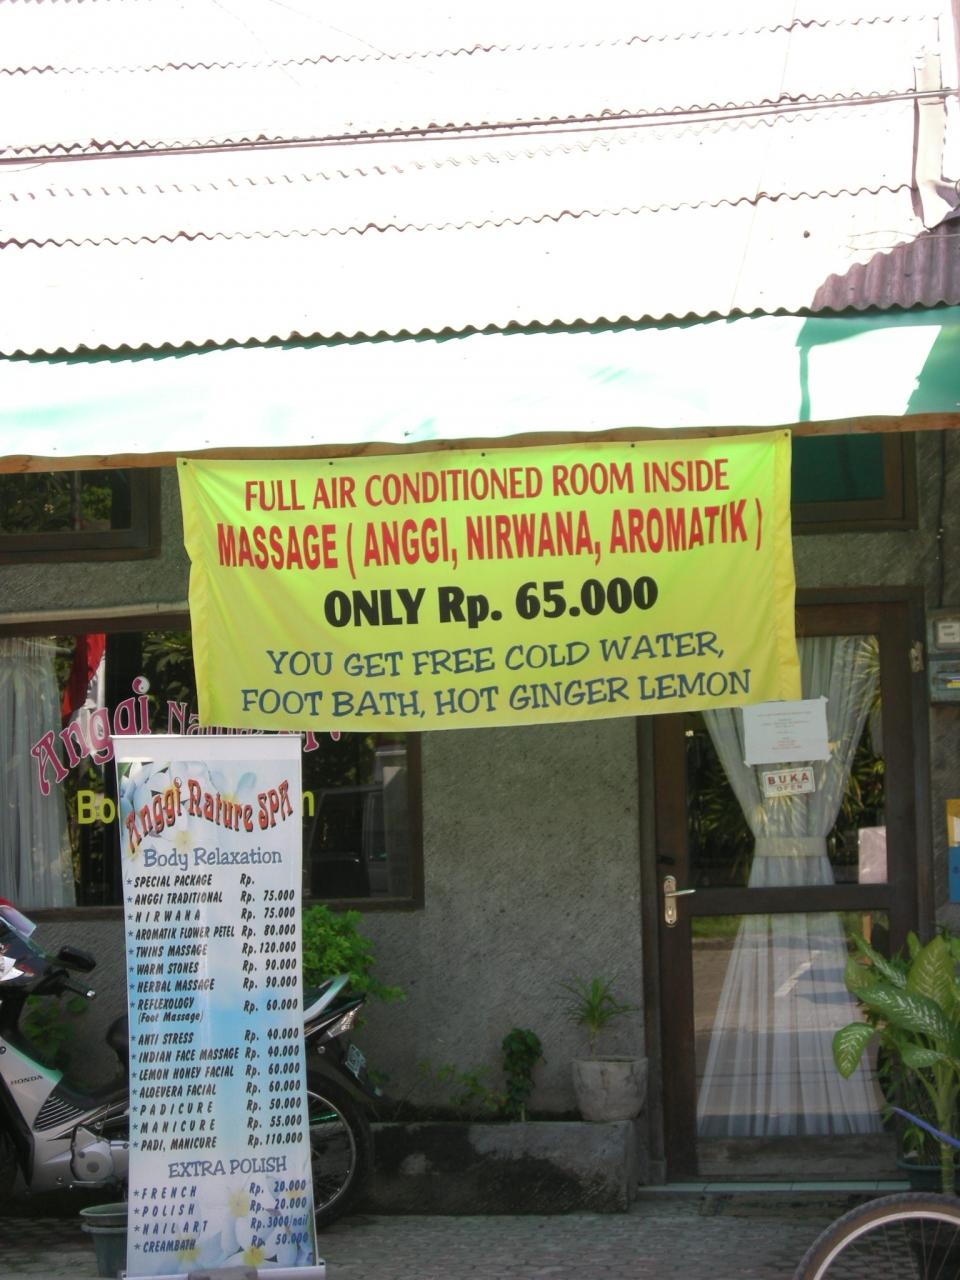 FULL AIR CONDITIONED ROOM INSIDE
MASSAGE ( ANGGI, NIRWANA, AROMATIK )
ONLY Rp. 65.000
YOU GET FREE COLD WATER,
FOOT BATH, HOT GINGER LEMON
Anggi
Bo
BUKA
OPEN
Anggi Nature SPA
Body Relaxation
* SPECIAL PACKAGE Rp.
* ANGGI TRADITIONAL Rp. 75.000
* NIRWANA Rp. 75.000
* AROMATIK FLOWER PETEL Rp. 80.000
* TWINS MASSAGE Rp. 120.000
* WARM STONES Rp. 90.000
* HERBAL MASSAGE Rp. 90.000
* REFLEXOLOGY Rp. 60.000
(Foot Massage)
* ANTI STRESS Rp. 40.000
* INDIAN FACE MASSAGE Rp. 40.000
* LEMON HONEY FACIAL Rp. 60.000
* ALOEVERA FACIAL Rp. 60.000
* PADICURE Rp. 50.000
* MANICURE Rp. 55.000
* PADI, MANICURE Rp. 110.000
EXTRA POLISH
* FRENCH Rp. 20.000
* POLISH Rp. 20.000
* NAIL ART Rp. 3000/nail
* CREAMBATH Rp. 50.000
HONDA